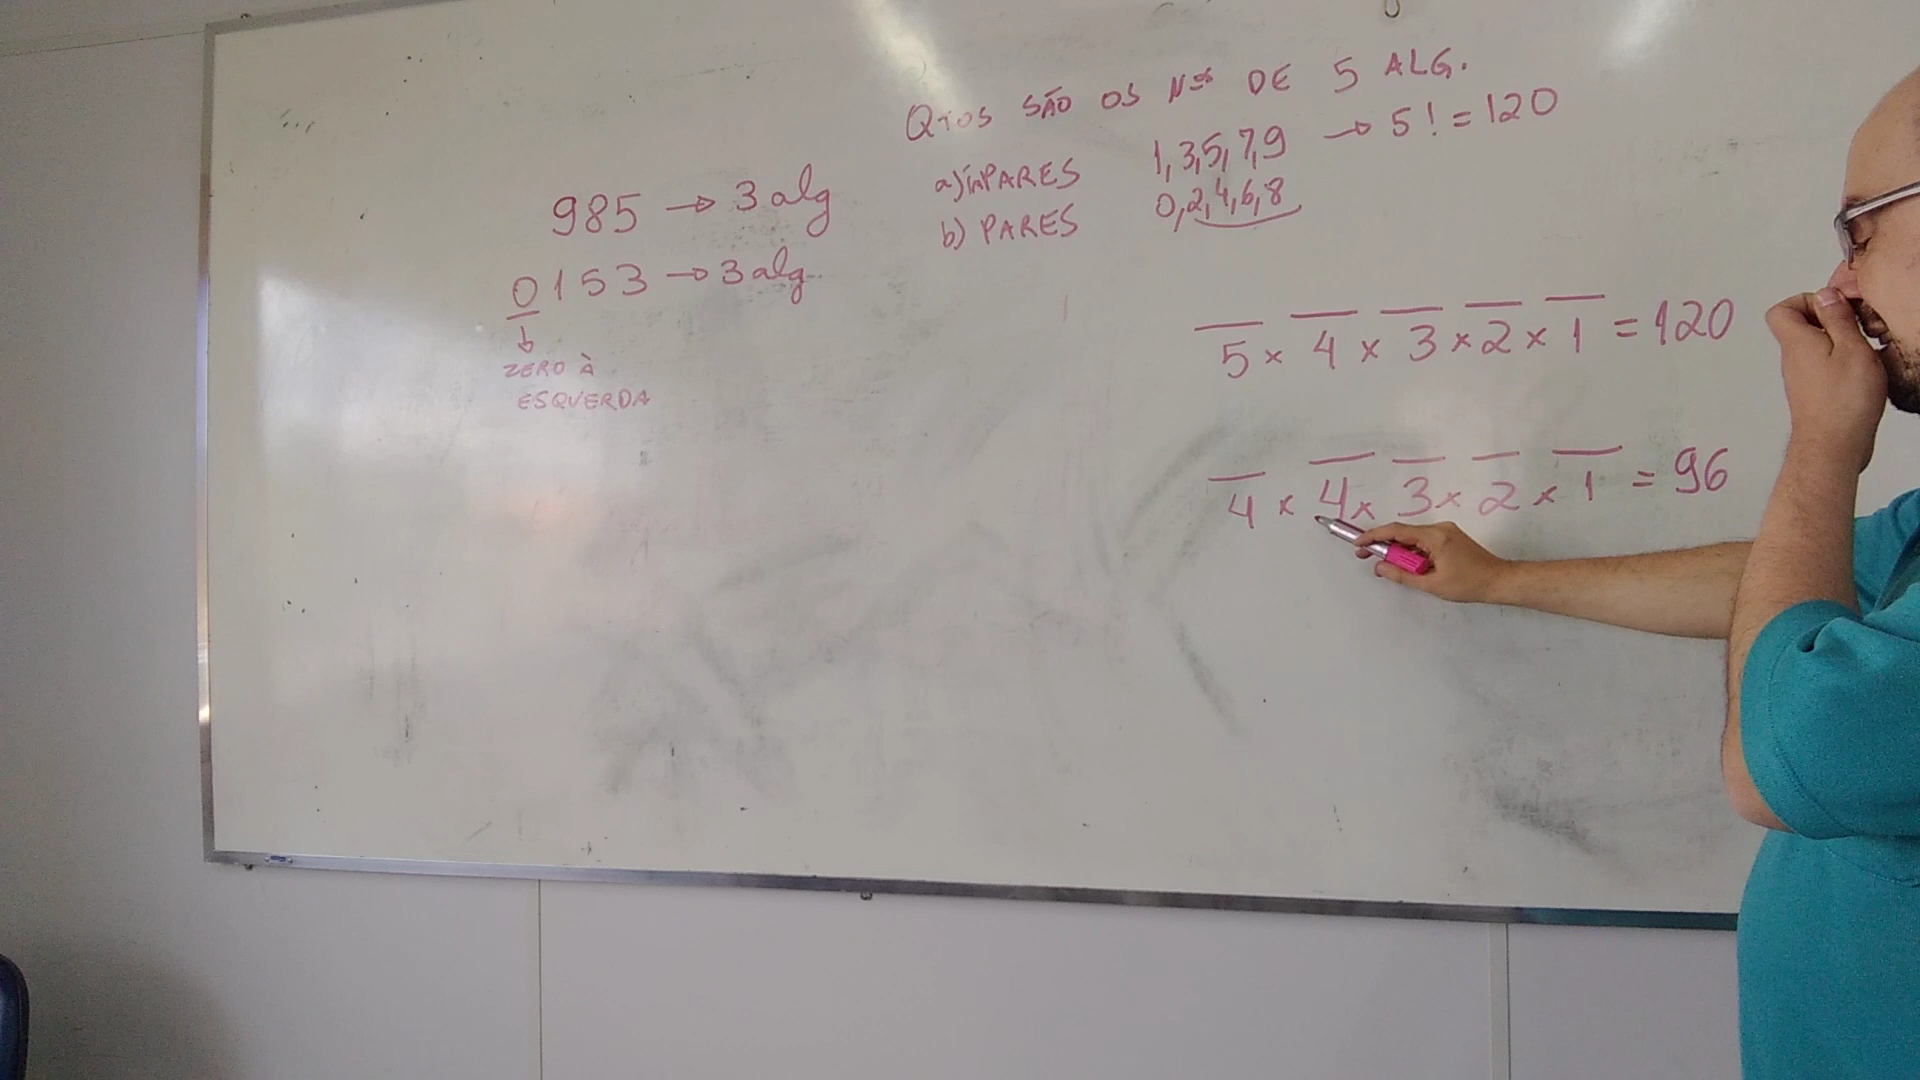 QTOS SÃO OS Nºs DE 5 ALG.
a) ÍMPARES 1,3,5,7,9 → 5! = 120
b) PARES 0,2,4,6,8
985 → 3 alg
0153 → 3 alg.
ZERO À
ESQUERDA
5 × 4 × 3 × 2 × 1 = 120
4 × 4 × 3 × 2 × 1 = 96